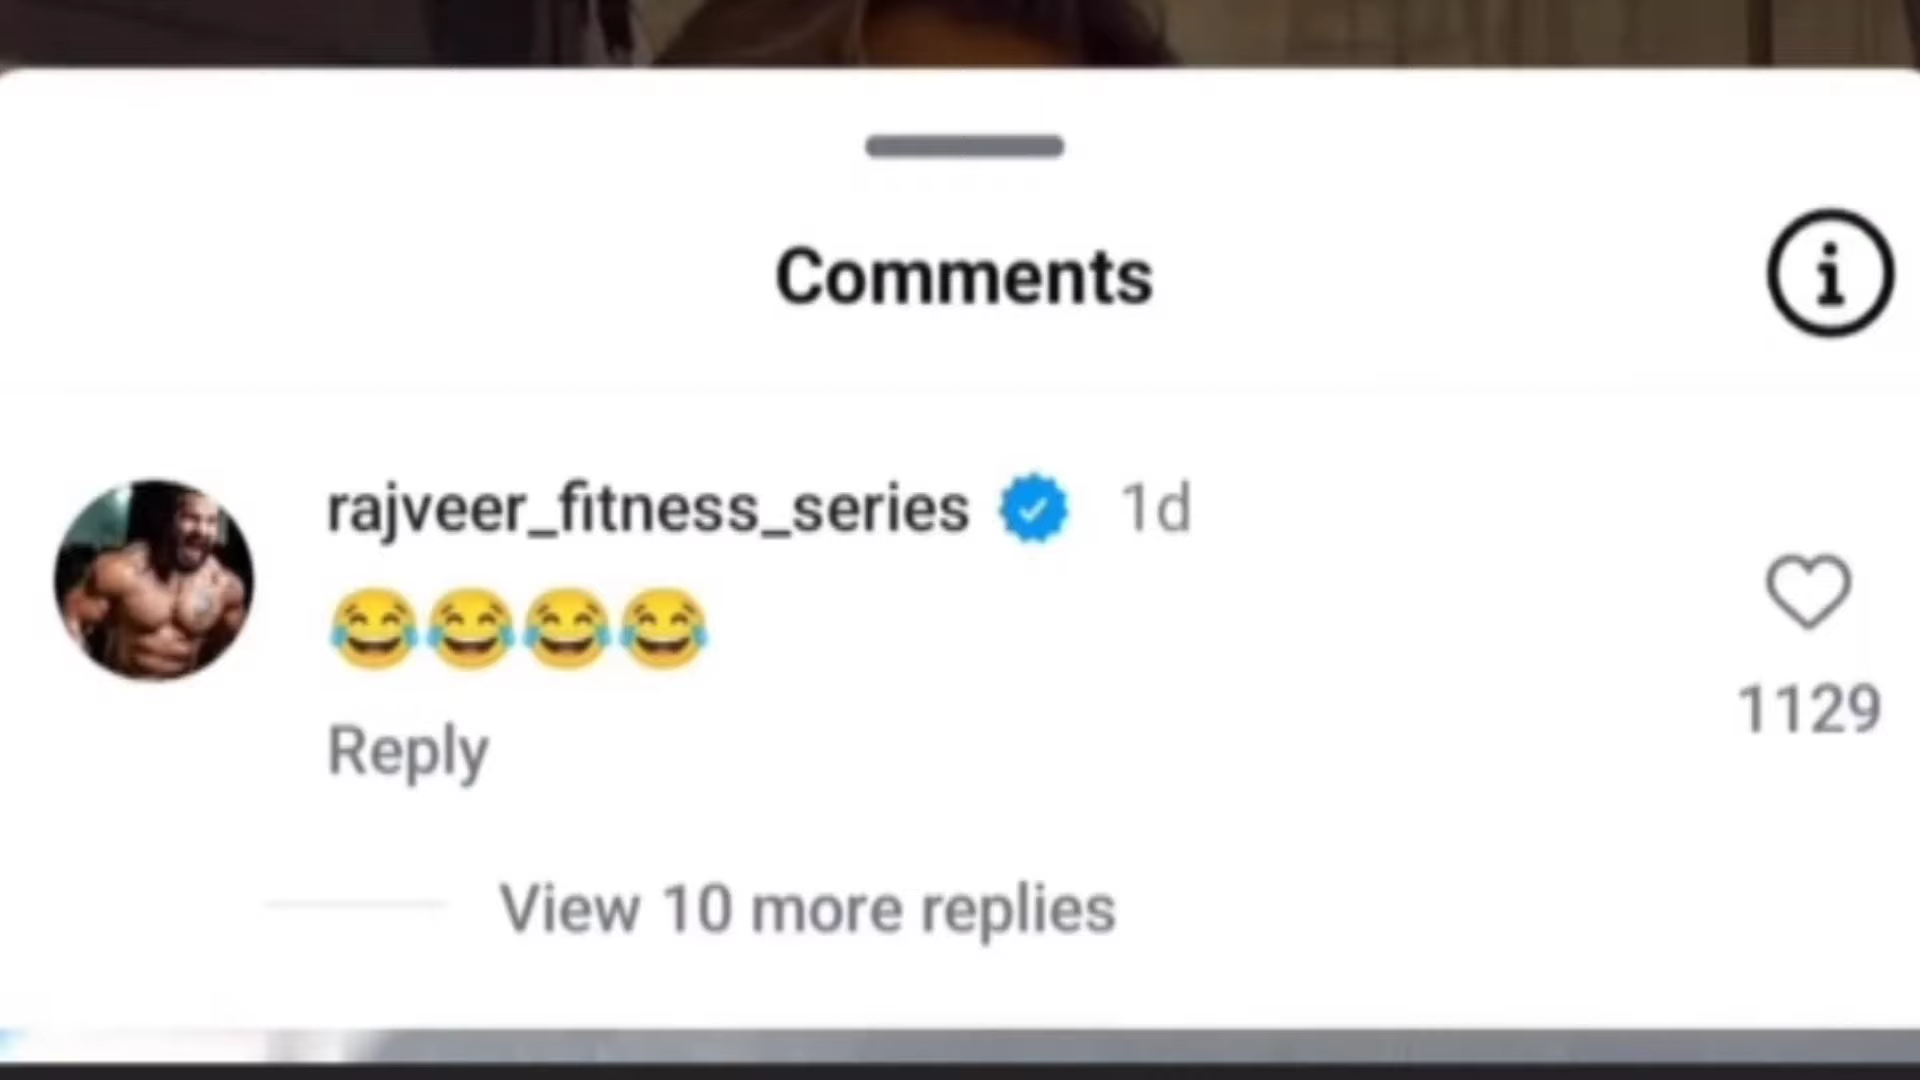 Comments
rajveer_fitness_series 1d
😂😂😂😂
1129
Reply
View 10 more replies